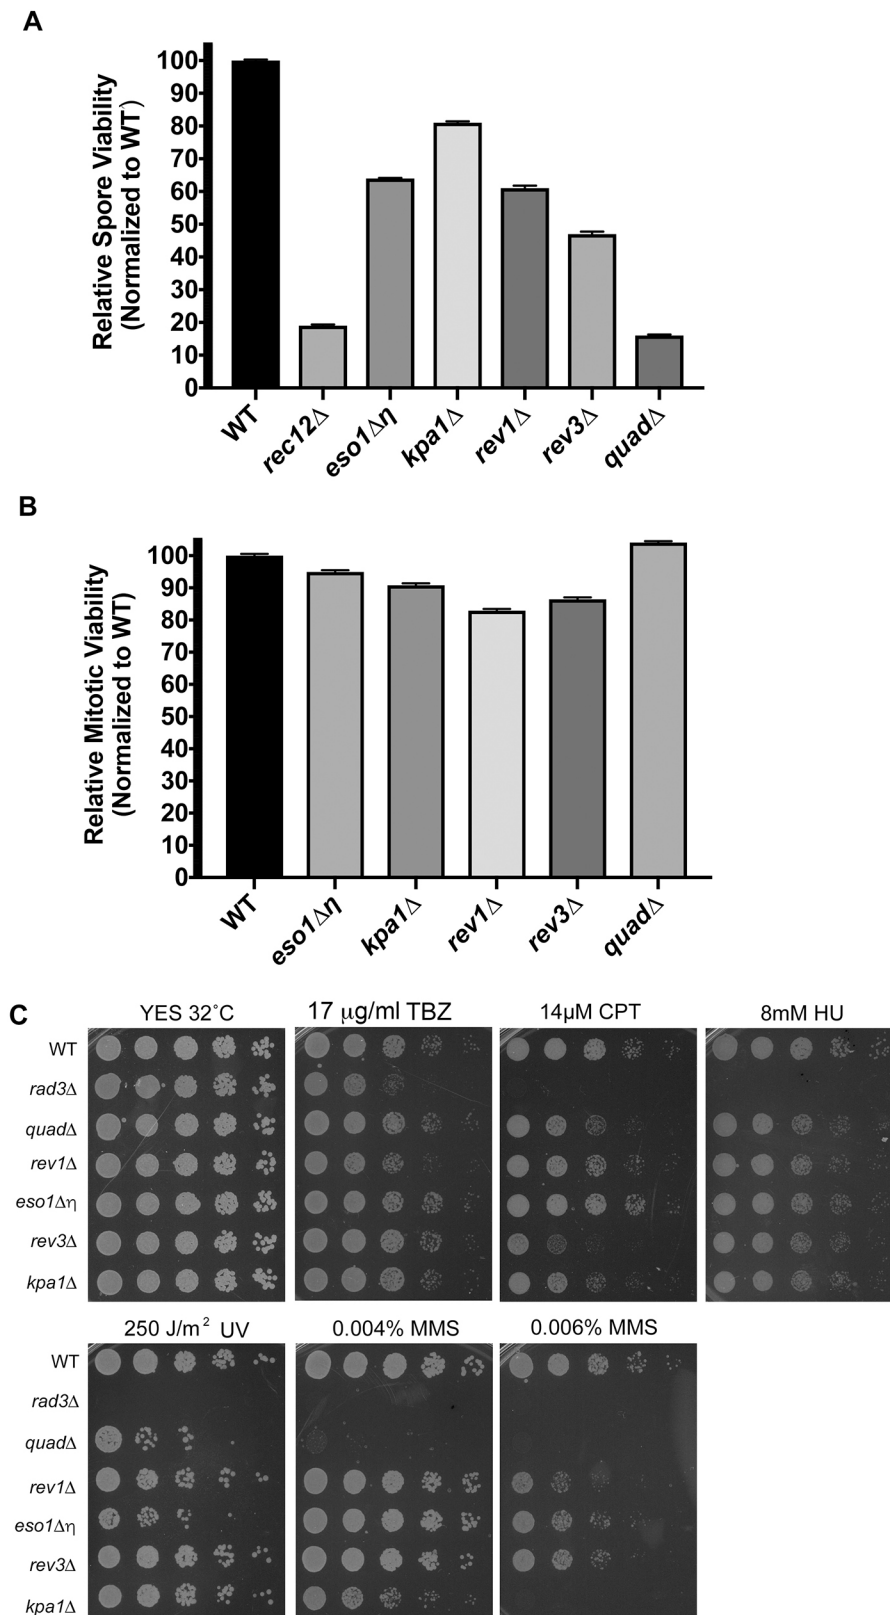 A
Relative Spore Viability
(Normalized to WT)
100
90
80
70
60
50
40
30
20
10
0
WT
rec12Δ
eso1Δη
kpa1Δ
rev1Δ
rev3Δ
quadΔ
B
Relative Mitotic Viability
(Normalized to WT)
100
90
80
70
60
50
40
30
20
10
0
WT
eso1Δη
kpa1Δ
rev1Δ
rev3Δ
quadΔ
C
YES 32˚C
17 μg/ml TBZ
14μM CPT
8mM HU
WT
rad3Δ
quadΔ
rev1Δ
eso1Δη
rev3Δ
kpa1Δ
250 J/m² UV
0.004% MMS
0.006% MMS
WT
rad3Δ
quadΔ
rev1Δ
eso1Δη
rev3Δ
kpa1Δ